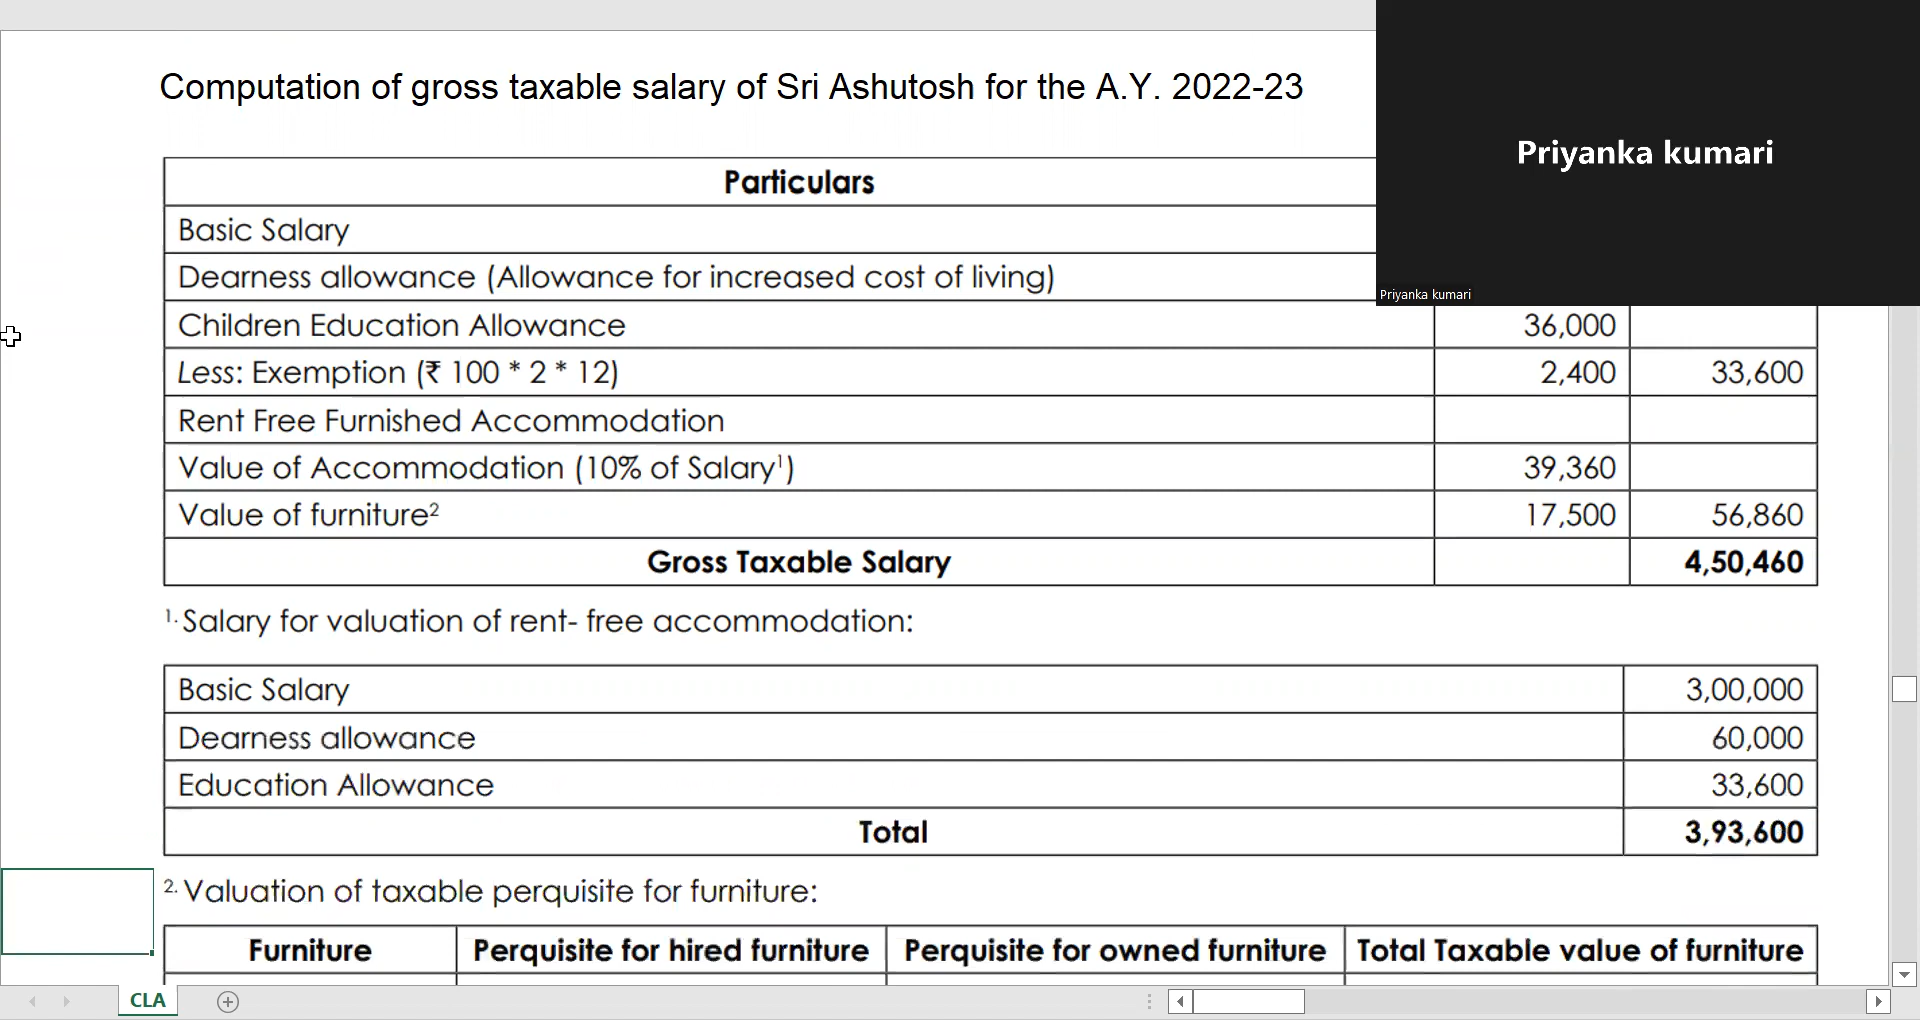 Computation of gross taxable salary of Sri Ashutosh for the A.Y. 2022-23
Priyanka kumari
Priyanka kumari
Particulars
Basic Salary
Dearness allowance (Allowance for increased cost of living)
Children Education Allowance 36,000
Less: Exemption (₹ 100 * 2 * 12) 2,400 33,600
Rent Free Furnished Accommodation
Value of Accommodation (10% of Salary¹) 39,360
Value of furniture² 17,500 56,860
Gross Taxable Salary 4,50,460
¹. Salary for valuation of rent- free accommodation:
Basic Salary 3,00,000
Dearness allowance 60,000
Education Allowance 33,600
Total 3,93,600
². Valuation of taxable perquisite for furniture:
Furniture Perquisite for hired furniture Perquisite for owned furniture Total Taxable value of furniture
CLA